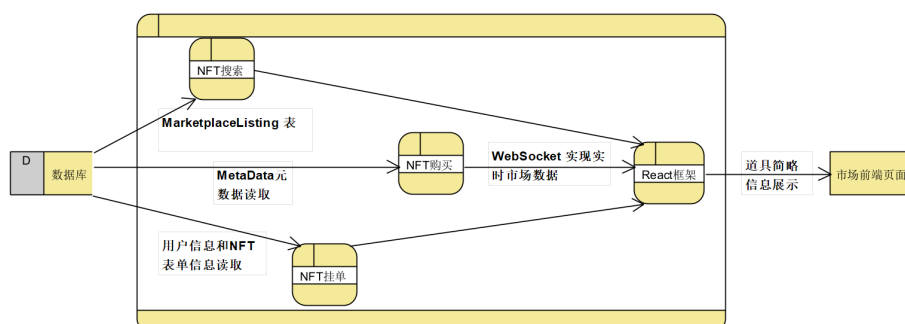 NFT搜索
MarketplaceListing 表
D
数据库
NFT购买
WebSocket 实现实
时市场数据
React框架
道具简略
信息展示
市场前端页面
MetaData元
数据读取
用户信息和NFT
表单信息读取
NFT挂单